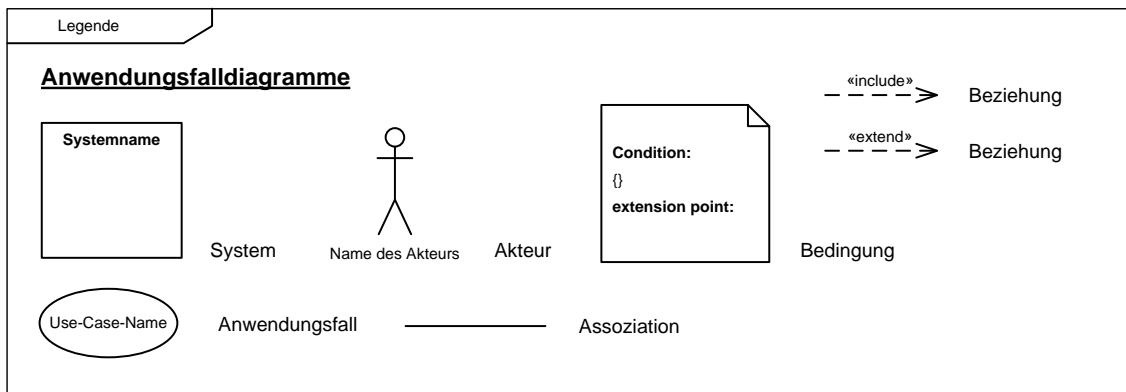 Legende
Anwendungsfalldiagramme
Systemname
System
Name des Akteurs
Akteur
Condition:
{}
extension point:
Bedingung
«include»
Beziehung
«extend»
Beziehung
Use-Case-Name
Anwendungsfall
Assoziation